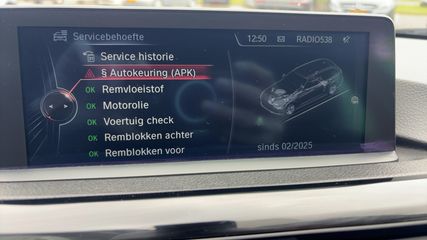 Servicebehoefte
12:50 RADIO538
Service historie
§ Autokeuring (APK)
OK Remvloeistof
OK Motorolie
OK Voertuig check
OK Remblokken achter
OK Remblokken voor
sinds 02/2025